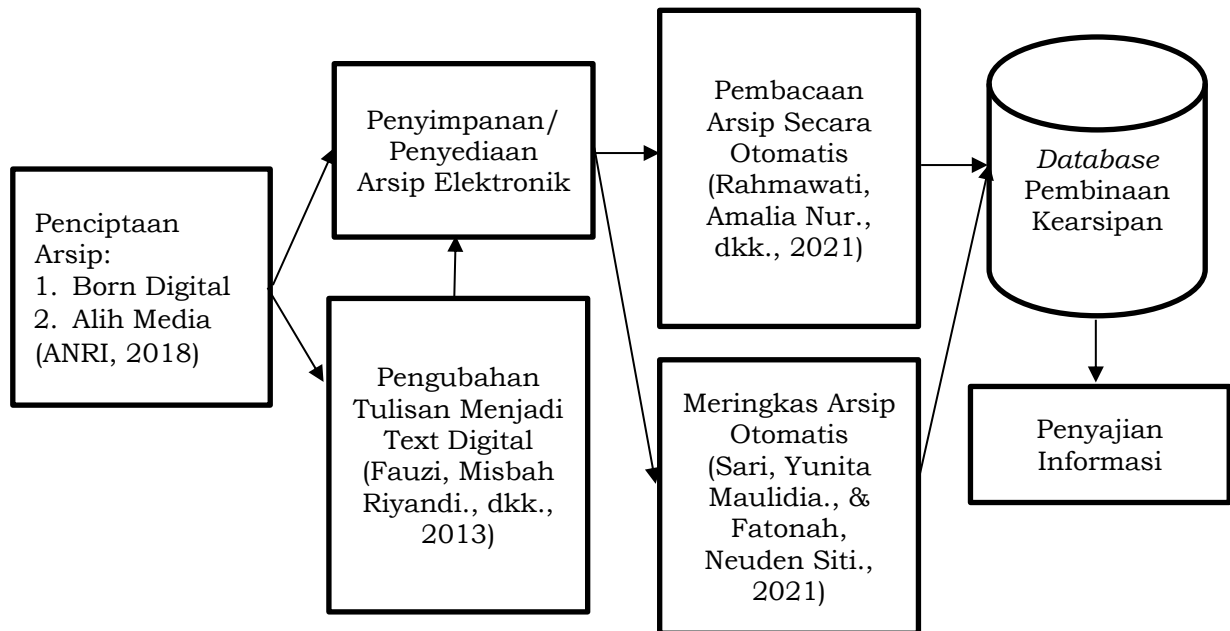 Penciptaan
Arsip:
1. Born Digital
2. Alih Media
(ANRI, 2018)
Penyimpanan/
Penyediaan
Arsip Elektronik
Pengubahan
Tulisan Menjadi
Text Digital
(Fauzi, Misbah
Riyandi., dkk.,
2013)
Pembacaan
Arsip Secara
Otomatis
(Rahmawati,
Amalia Nur.,
dkk., 2021)
Meringkas Arsip
Otomatis
(Sari, Yunita
Maulidia., &
Fatonah,
Neuden Siti.,
2021)
Database
Pembinaan
Kearsipan
Penyajian
Informasi